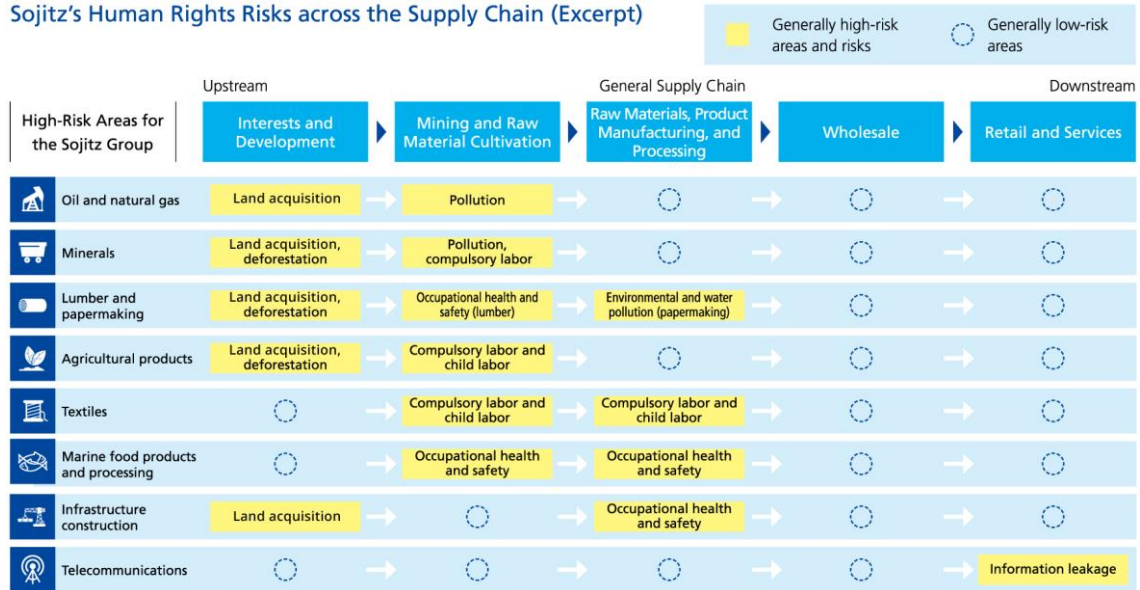 Sojitz's Human Rights Risks across the Supply Chain (Excerpt)
Generally high-risk
areas and risks
Generally low-risk
areas
Upstream
General Supply Chain
Downstream
High-Risk Areas for
the Sojitz Group
Interests and
Development
Mining and Raw
Material Cultivation
Raw Materials, Product
Manufacturing, and
Processing
Wholesale
Retail and Services
Oil and natural gas
Land acquisition
Pollution
Minerals
Land acquisition,
deforestation
Pollution,
compulsory labor
Lumber and
papermaking
Land acquisition,
deforestation
Occupational health and
safety (lumber)
Environmental and water
pollution (papermaking)
Agricultural products
Land acquisition,
deforestation
Compulsory labor and
child labor
Textiles
Compulsory labor and
child labor
Compulsory labor and
child labor
Marine food products
and processing
Occupational health
and safety
Occupational health
and safety
Infrastructure
construction
Land acquisition
Occupational health
and safety
Telecommunications
Information leakage